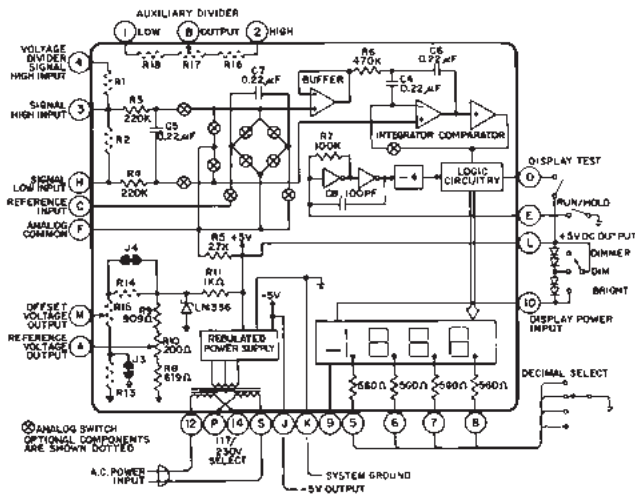 AUXILIARY DIVIDER
1 LOW
B OUTPUT
2 HIGH
R18
R17
R16
4
VOLTAGE
DIVIDER
SIGNAL
HIGH INPUT
R1
3
SIGNAL
HIGH INPUT
R3
220K
C5
0.22µF
R2
H
SIGNAL
LOW INPUT
R4
220K
C
REFERENCE
INPUT
F
ANALOG
COMMON
C7
0.22µF
BUFFER
R6
470K
C6
0.22µF
C4
0.22µF
INTEGRATOR
COMPARATOR
R7
100K
C8 100PF
LOGIC
CIRCUITRY
D
DISPLAY TEST
RUN/HOLD
E
+5VDC OUTPUT
L
DIMMER
DIM
BRIGHT
10
DISPLAY POWER
INPUT
R5
27K
+5V
J4
R14
R11
1KΩ
-5V
LM336
M
OFFSET
VOLTAGE
OUTPUT
R15
R9
909Ω
A
REFERENCE
VOLTAGE
OUTPUT
R10
200Ω
J3
R8
619Ω
R13
REGULATED
POWER SUPPLY
560Ω
560Ω
560Ω
560Ω
DECIMAL SELECT
12
P
14
S
J
K
9
5
6
7
8
ANALOG SWITCH
OPTIONAL COMPONENTS
ARE SHOWN DOTTED
117/
230V
SELECT
A.C. POWER
INPUT
SYSTEM GROUND
-5V OUTPUT